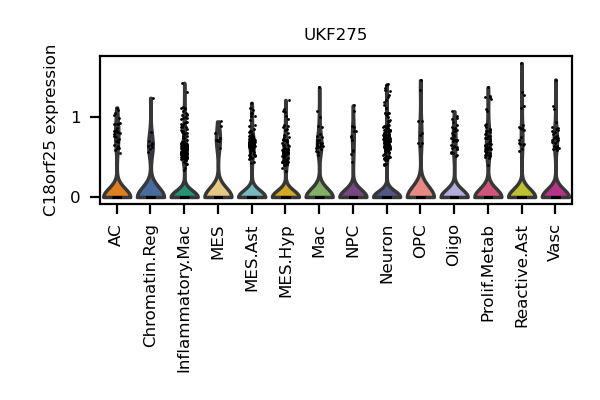 UKF275
C18orf25 expression
1
0
AC
Chromatin.Reg
Inflammatory.Mac
MES
MES.Ast
MES.Hyp
Mac
NPC
Neuron
OPC
Oligo
Prolif.Metab
Reactive.Ast
Vasc